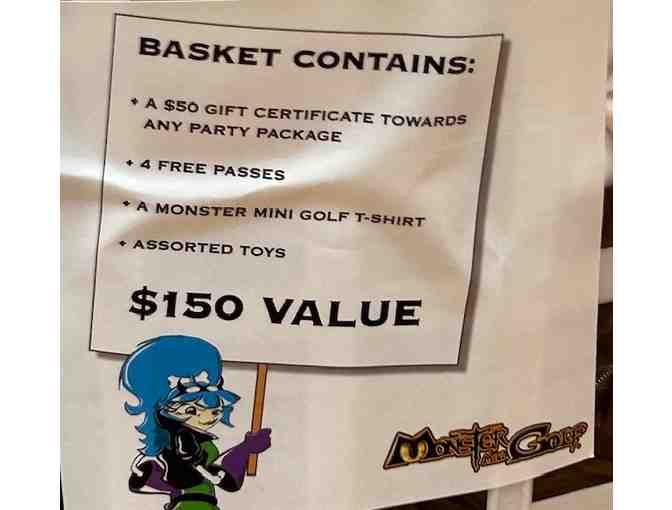 BASKET CONTAINS:
+ A $50 GIFT CERTIFICATE TOWARDS
ANY PARTY PACKAGE
+ 4 FREE PASSES
+ A MONSTER MINI GOLF T-SHIRT
+ ASSORTED TOYS
$150 VALUE
MONSTER MINI GOLF